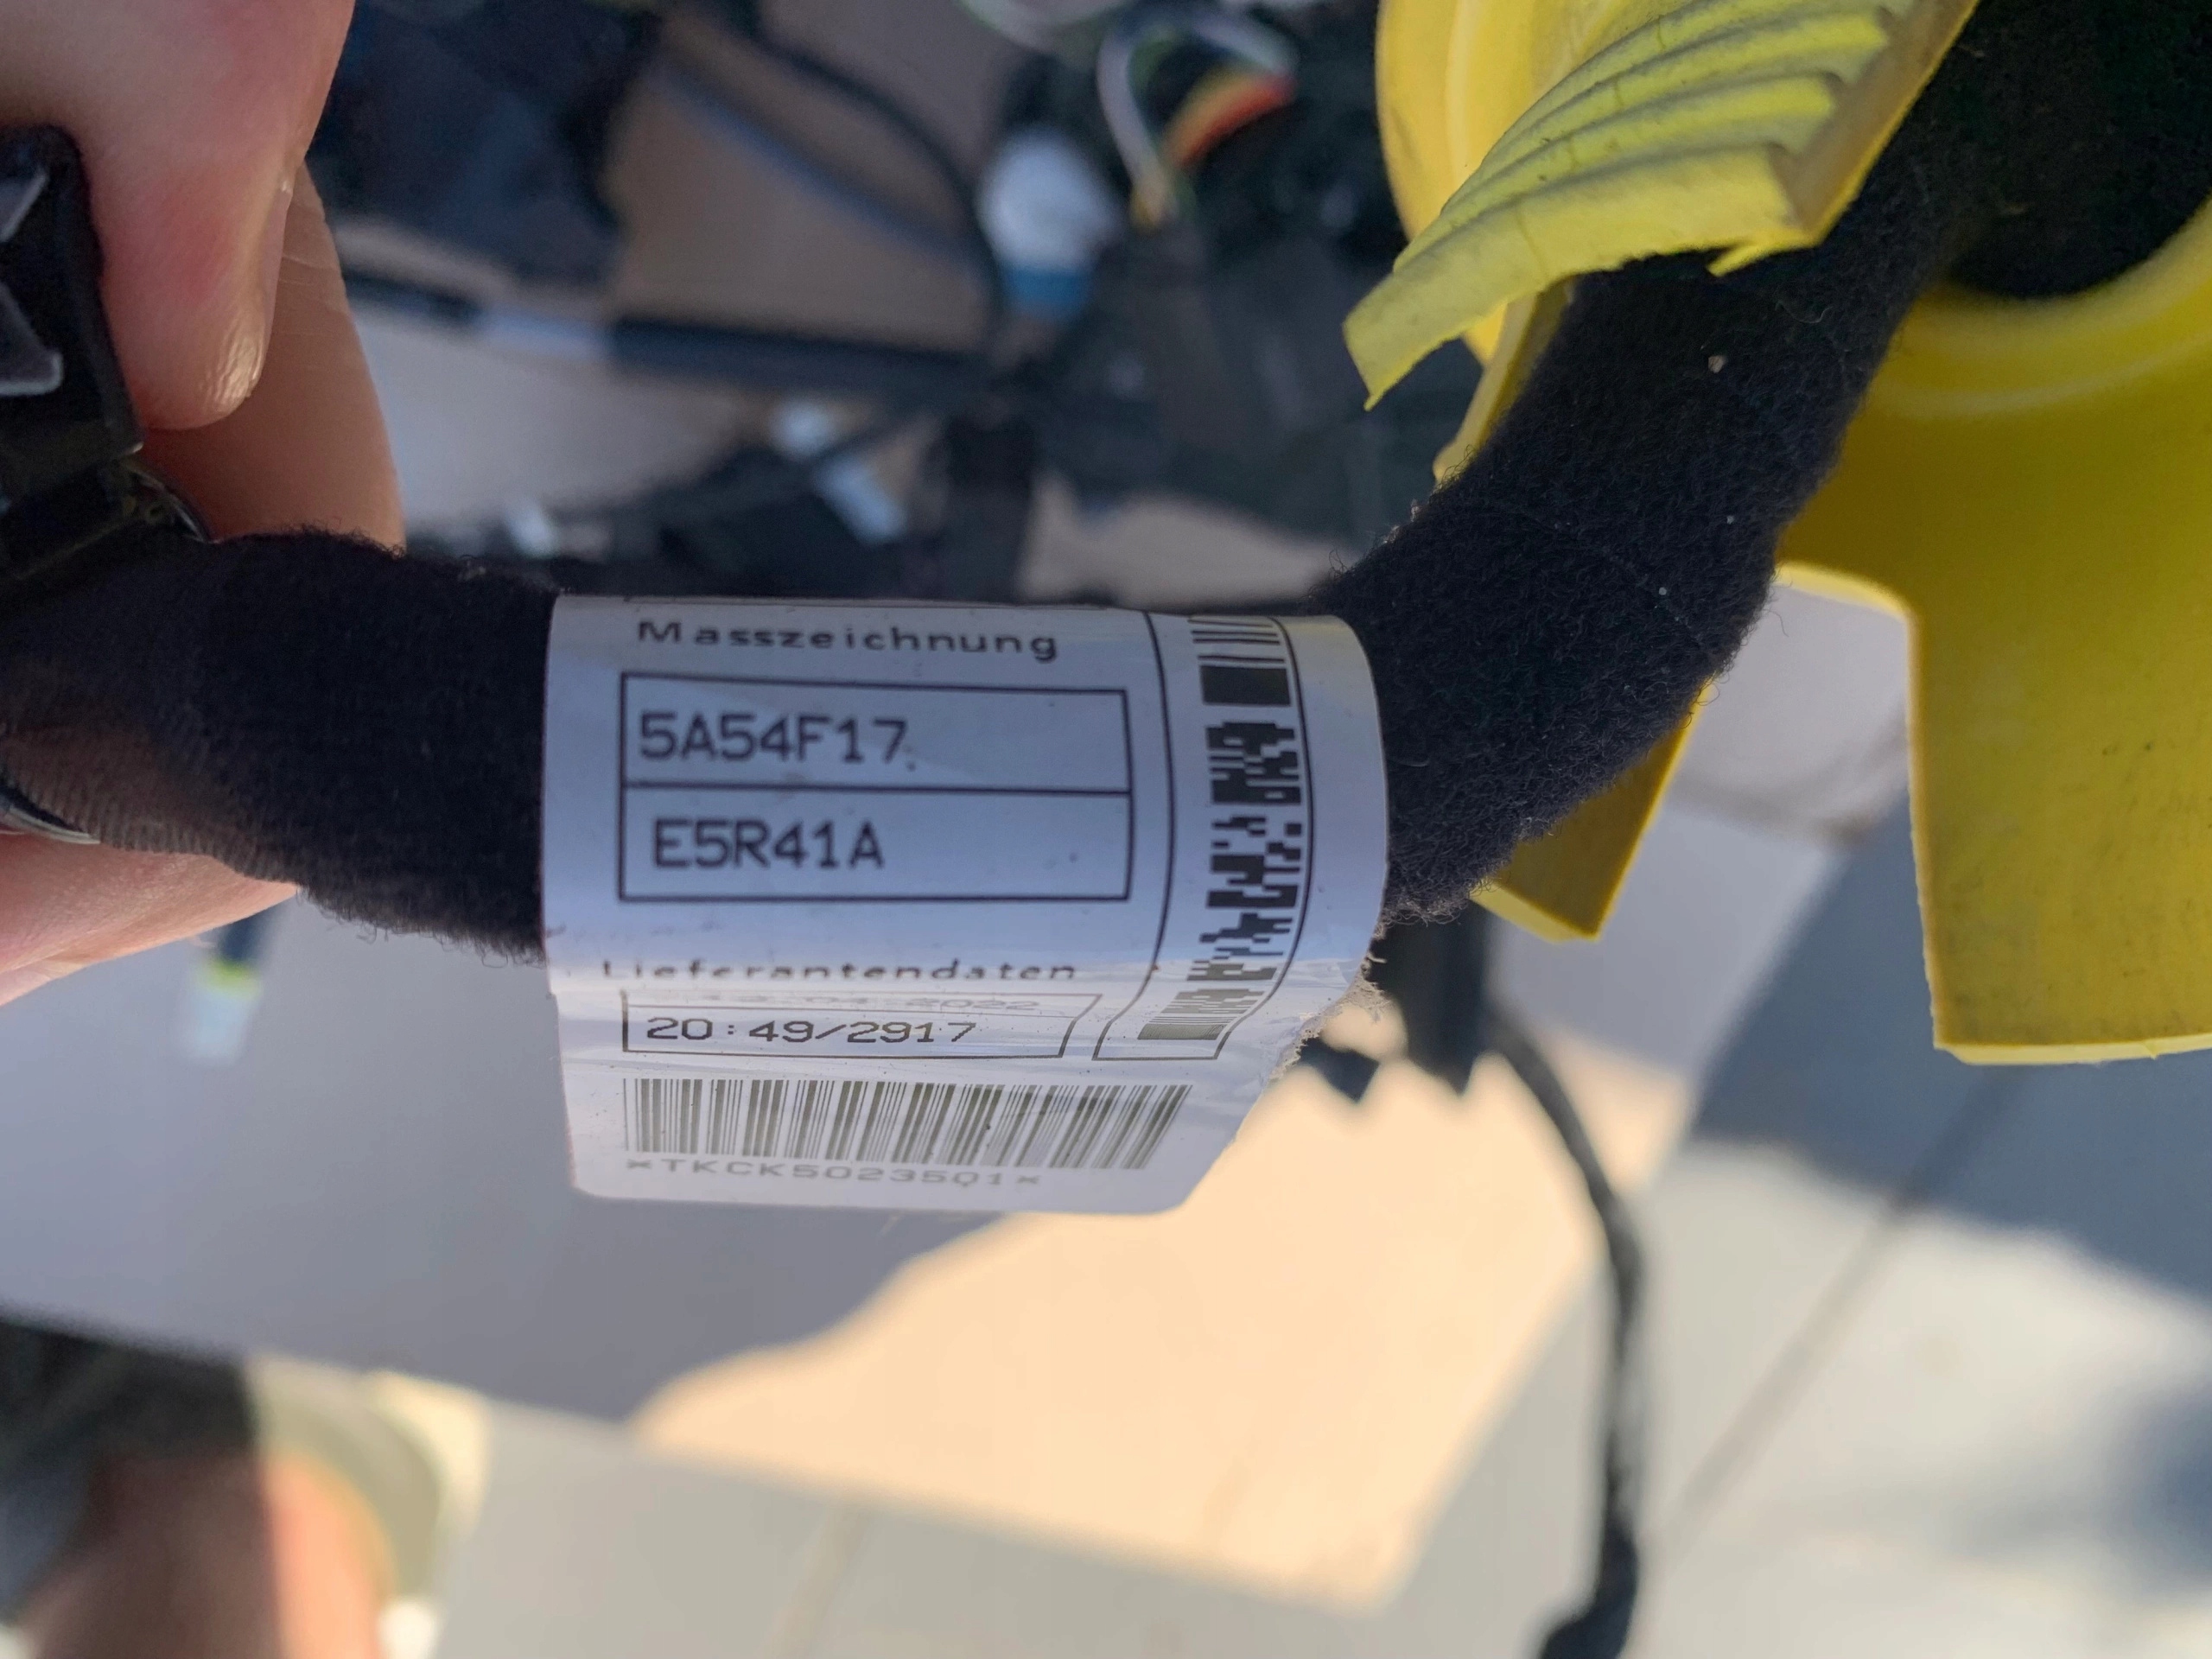 Masszeichnung
5A54F17
E5R41A
Lieferantendaten
20:49/2917
*TKCK50235Q1*